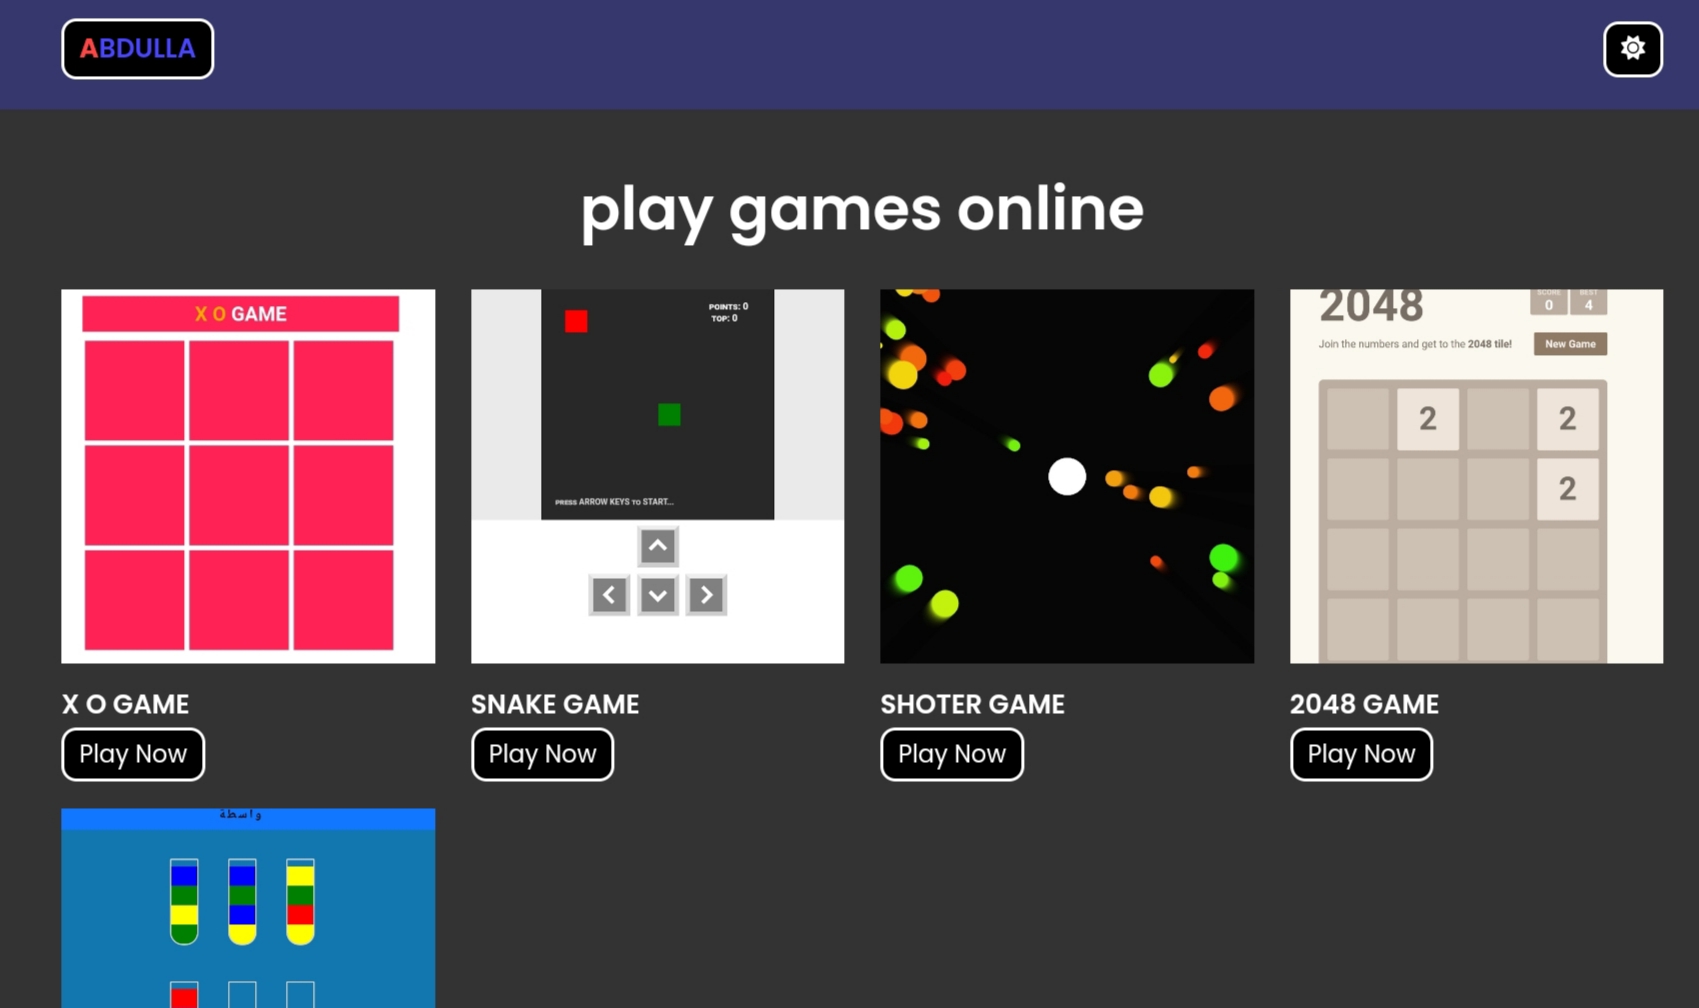 ABDULLA
play games online
X O GAME
POINTS: 0
TOP: 0
PRESS ARROW KEYS TO START...
2048
SCORE
0
BEST
4
Join the numbers and get to the 2048 tile!
New Game
2
2
2
X O GAME
Play Now
SNAKE GAME
Play Now
SHOTER GAME
Play Now
2048 GAME
Play Now
واسطة